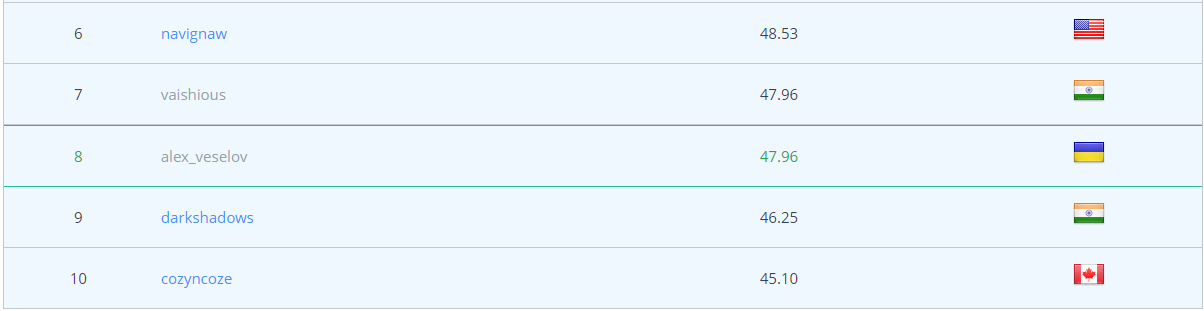 6 navignaw 48.53
7 vaishious 47.96
8 alex_veselov 47.96
9 darkshadows 46.25
10 cozyncoze 45.10